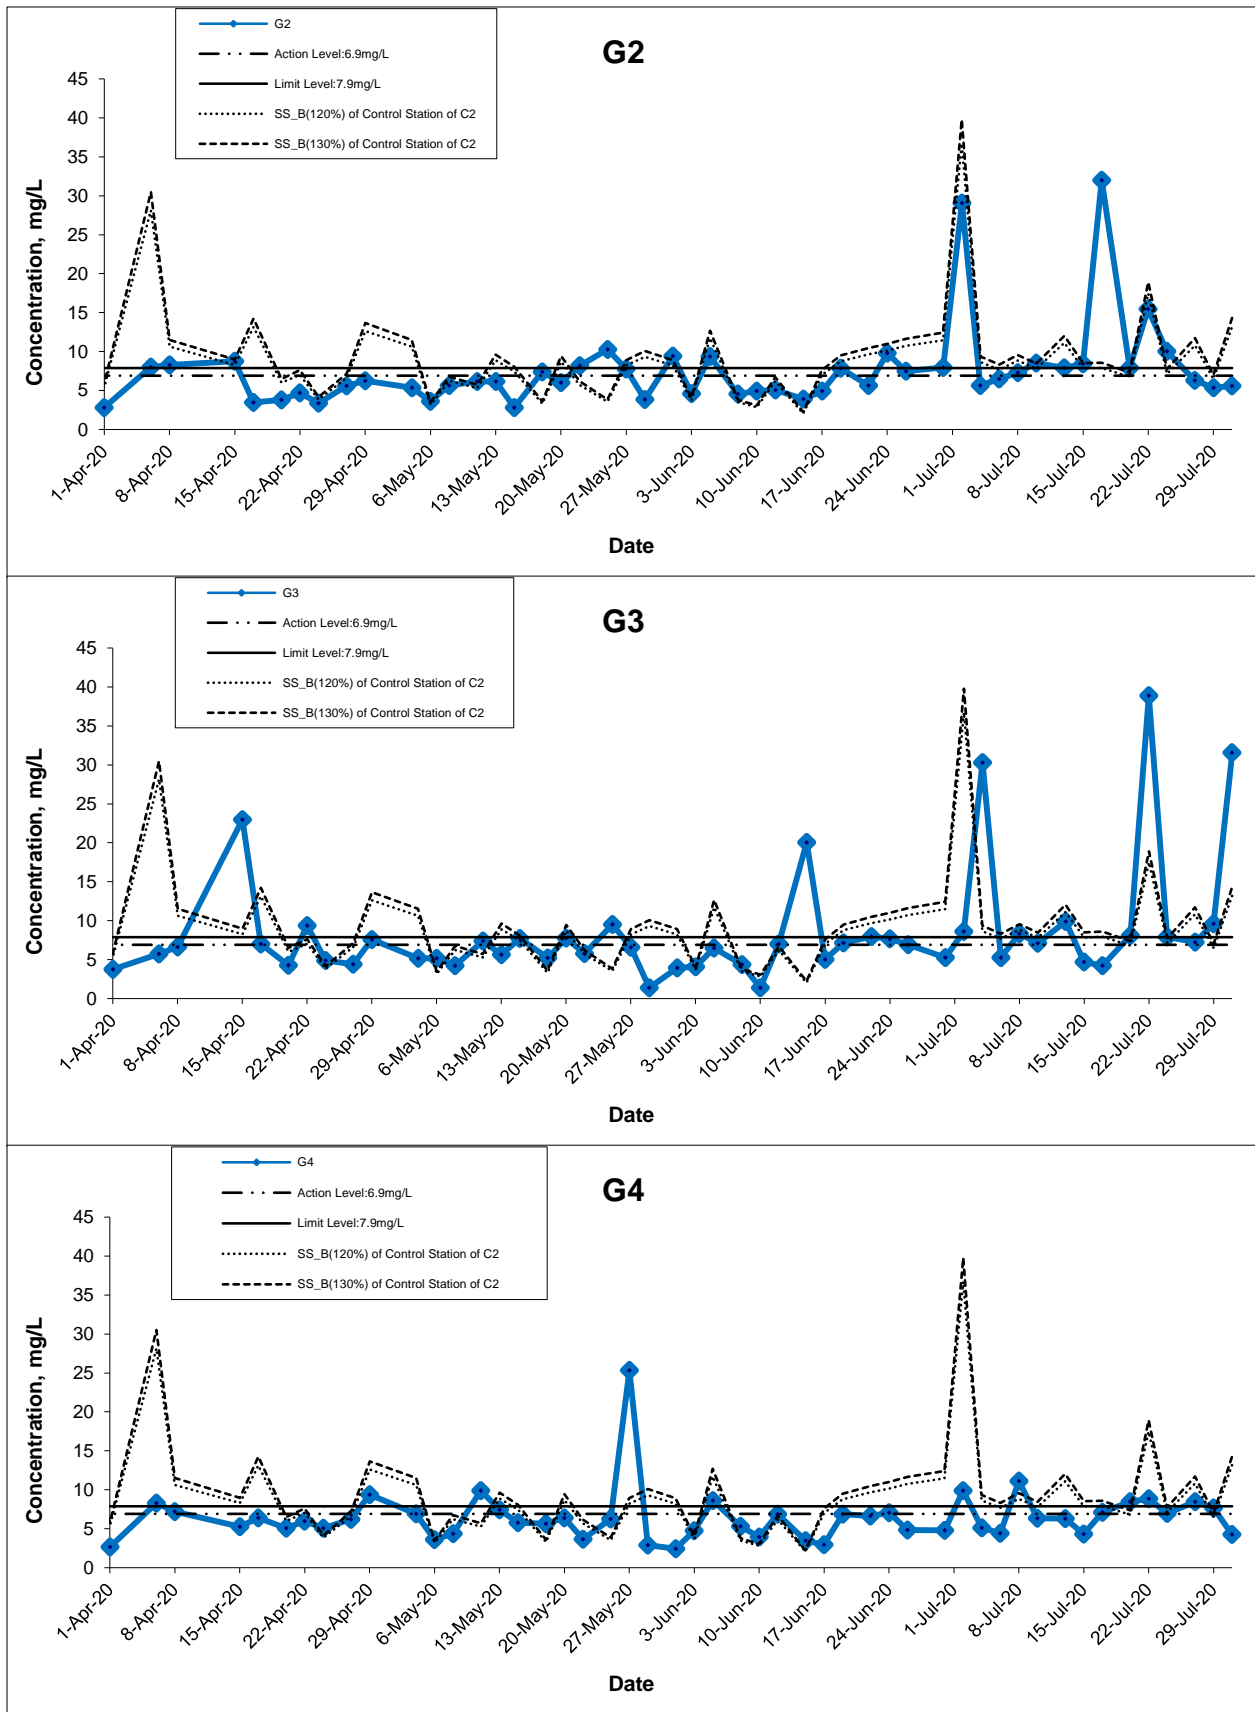 G2
G2
Action Level:6.9mg/L
Limit Level:7.9mg/L
SS_B(120%) of Control Station of C2
SS_B(130%) of Control Station of C2
Concentration, mg/L
45
40
35
30
25
20
15
10
5
0
1-Apr-20
8-Apr-20
15-Apr-20
22-Apr-20
29-Apr-20
6-May-20
13-May-20
20-May-20
27-May-20
3-Jun-20
10-Jun-20
17-Jun-20
24-Jun-20
1-Jul-20
8-Jul-20
15-Jul-20
22-Jul-20
29-Jul-20
Date
G3
G3
Action Level:6.9mg/L
Limit Level:7.9mg/L
SS_B(120%) of Control Station of C2
SS_B(130%) of Control Station of C2
Concentration, mg/L
45
40
35
30
25
20
15
10
5
0
1-Apr-20
8-Apr-20
15-Apr-20
22-Apr-20
29-Apr-20
6-May-20
13-May-20
20-May-20
27-May-20
3-Jun-20
10-Jun-20
17-Jun-20
24-Jun-20
1-Jul-20
8-Jul-20
15-Jul-20
22-Jul-20
29-Jul-20
Date
G4
G4
Action Level:6.9mg/L
Limit Level:7.9mg/L
SS_B(120%) of Control Station of C2
SS_B(130%) of Control Station of C2
Concentration, mg/L
45
40
35
30
25
20
15
10
5
0
1-Apr-20
8-Apr-20
15-Apr-20
22-Apr-20
29-Apr-20
6-May-20
13-May-20
20-May-20
27-May-20
3-Jun-20
10-Jun-20
17-Jun-20
24-Jun-20
1-Jul-20
8-Jul-20
15-Jul-20
22-Jul-20
29-Jul-20
Date